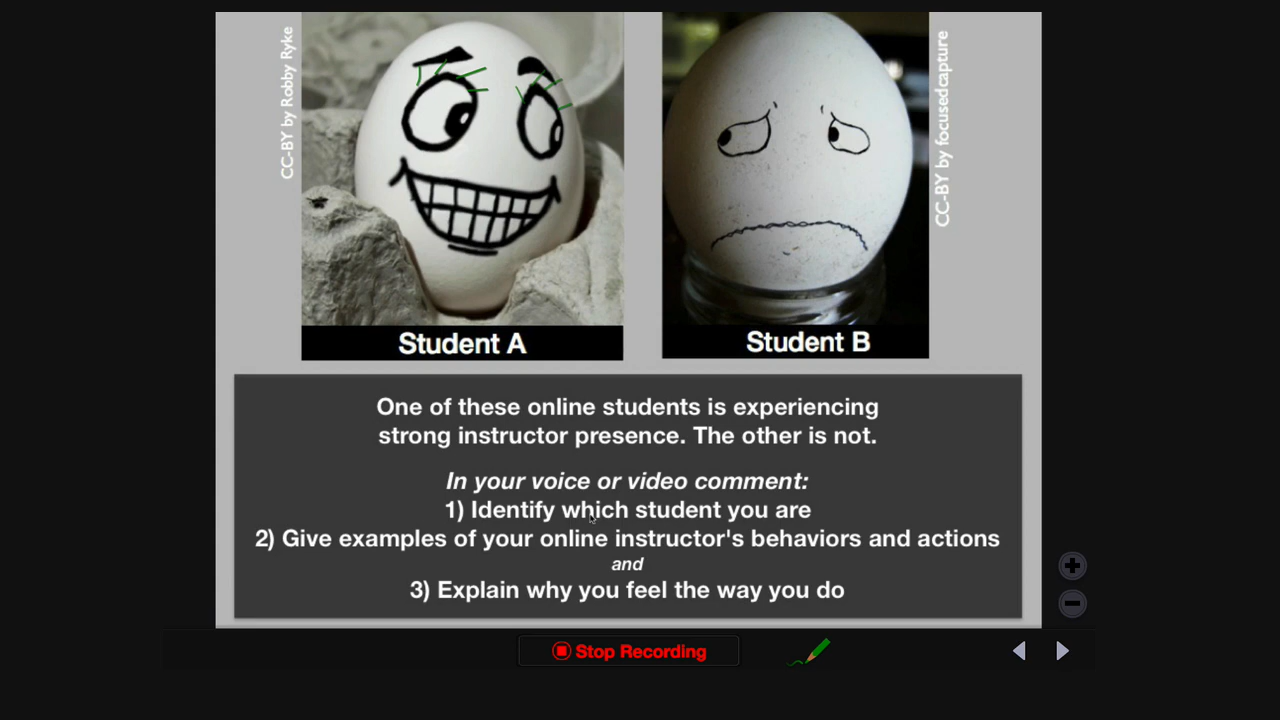 CC-BY by Robby Ryke
CC-BY by focusedcapture
Student A
Student B
One of these online students is experiencing
strong instructor presence. The other is not.
In your voice or video comment:
1) Identify which student you are
2) Give examples of your online instructor's behaviors and actions
and
3) Explain why you feel the way you do
Stop Recording